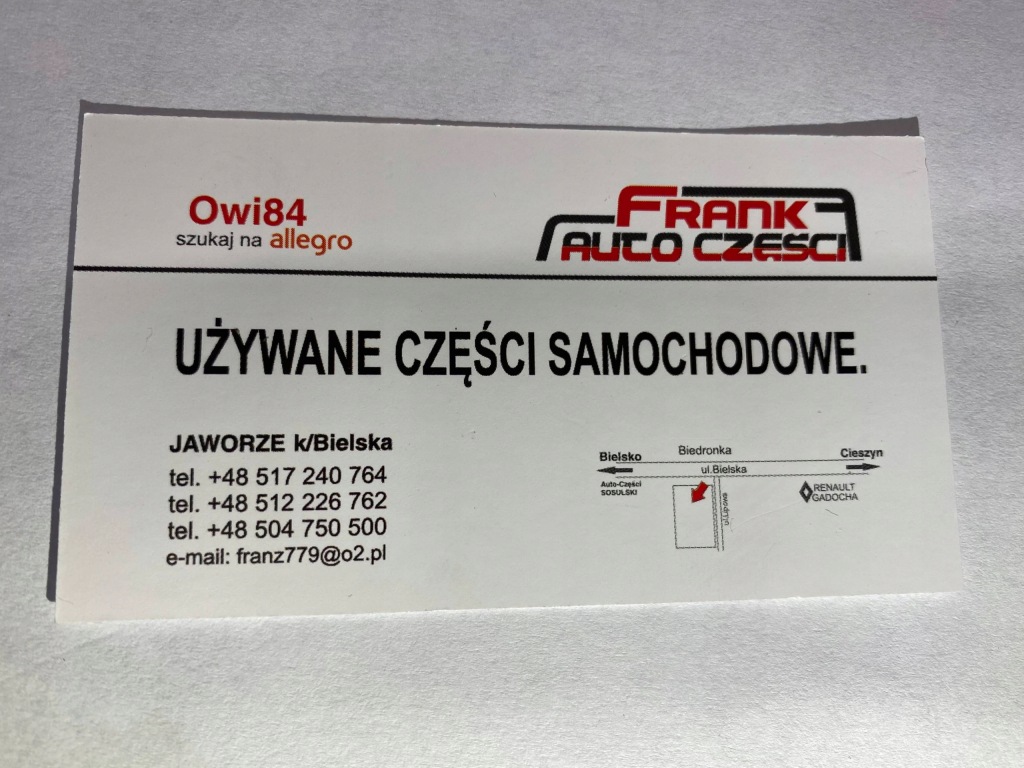 Owi84
szukaj na allegro
FRANK
AUTO CZĘŚCI
UŻYWANE CZĘŚCI SAMOCHODOWE.
JAWORZE k/Bielska
tel. +48 517 240 764
tel. +48 512 226 762
tel. +48 504 750 500
e-mail: franz779@o2.pl
Biedronka
Bielsko
Cieszyn
ul.Bielska
Auto-Części
SOSULSKI
RENAULT
GADOCHA
ul.Lipowa